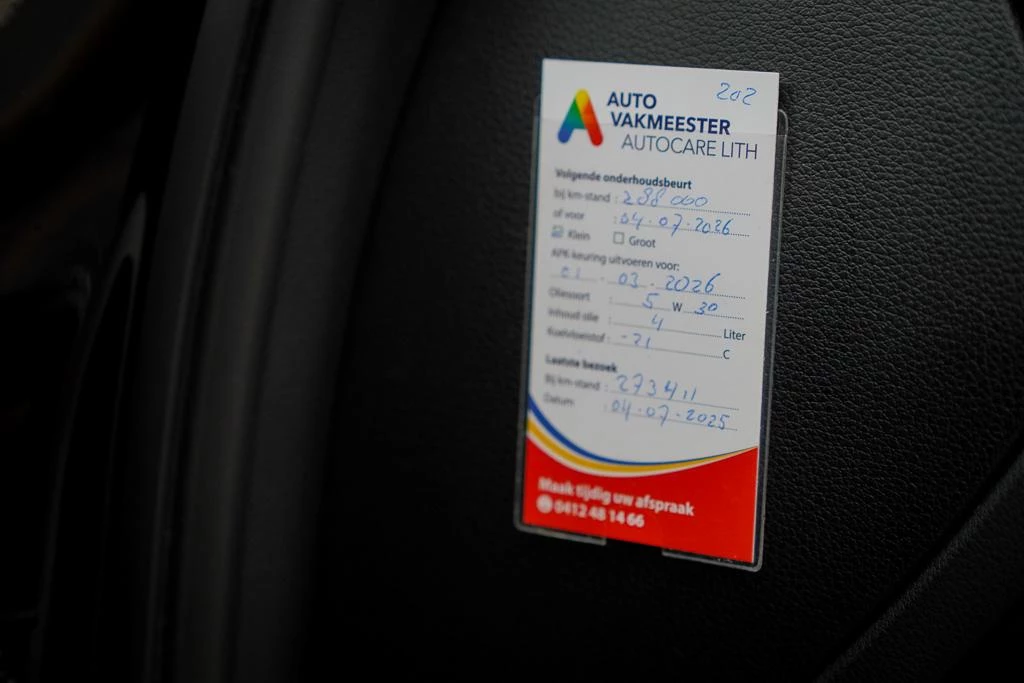 202
AUTO
VAKMEESTER
AUTOCARE LITH
Volgende onderhoudsbeurt
bij km-stand : 288 000
of voor : 04-07-2026
Klein Groot
APK keuring uitvoeren voor:
01-03-2026
Oliesoort : 5 W 30
Inhoud olie : 4 Liter
Koelvloeistof : -21 C
Laatste bezoek
Bij km-stand : 273411
Datum : 04-07-2025
Maak tijdig uw afspraak
0412 48 14 66